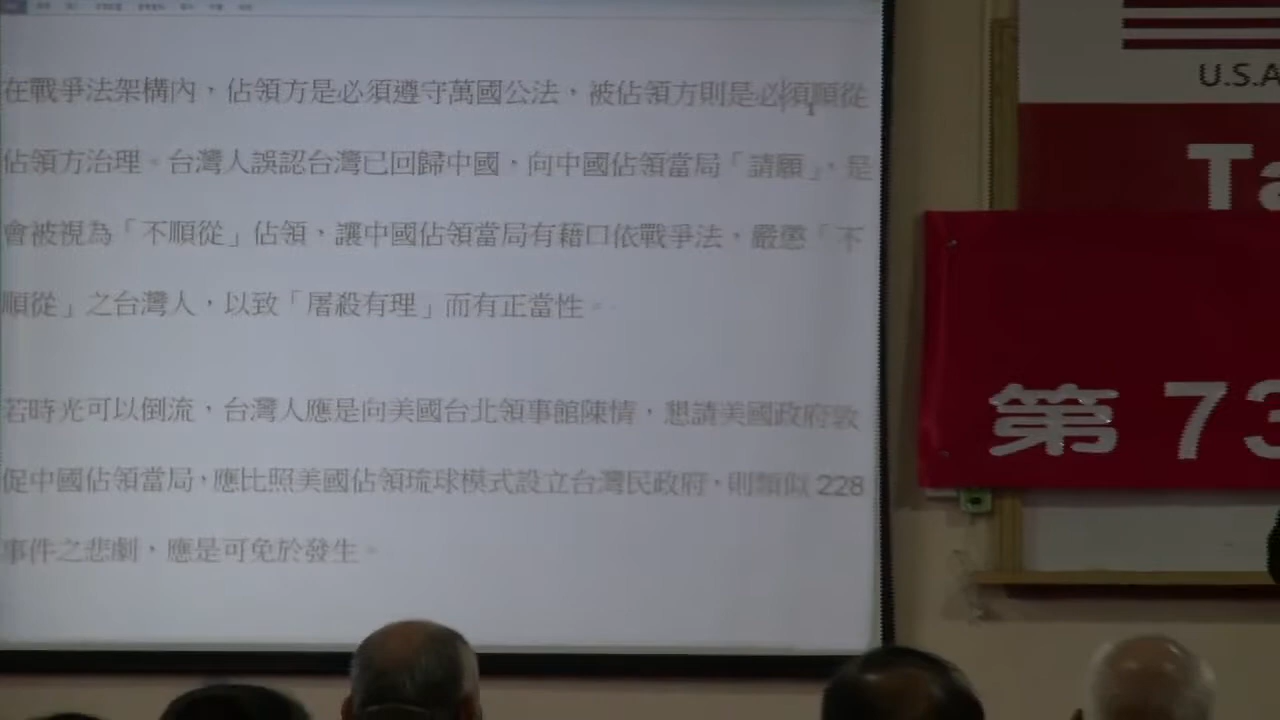 在戰爭法架構內，佔領方是必須遵守萬國公法，被佔領方則是必須順從
佔領方治理。台灣人誤認台灣已回歸中國，向中國佔領當局「請願」，是
會被視為「不順從」佔領，讓中國佔領當局有藉口依戰爭法，嚴懲「不
順從」之台灣人，以致「屠殺有理」而有正當性。
若時光可以倒流，台灣人應是向美國台北領事館陳情，懇請美國政府敦
促中國佔領當局，應比照美國佔領琉球模式設立台灣民政府，則類似 228
事件之悲劇，應是可免於發生。
U.S.A
Ta
第 73